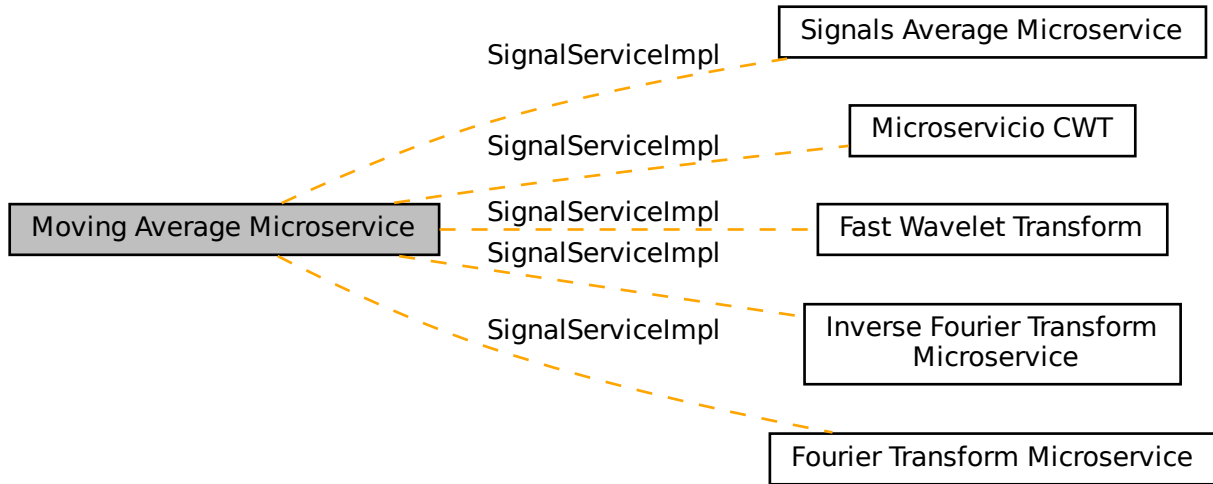 Signals Average Microservice
SignalServiceImpl
Microservicio CWT
SignalServiceImpl
Moving Average Microservice
SignalServiceImpl
Fast Wavelet Transform
SignalServiceImpl
Inverse Fourier Transform
Microservice
SignalServiceImpl
Fourier Transform Microservice